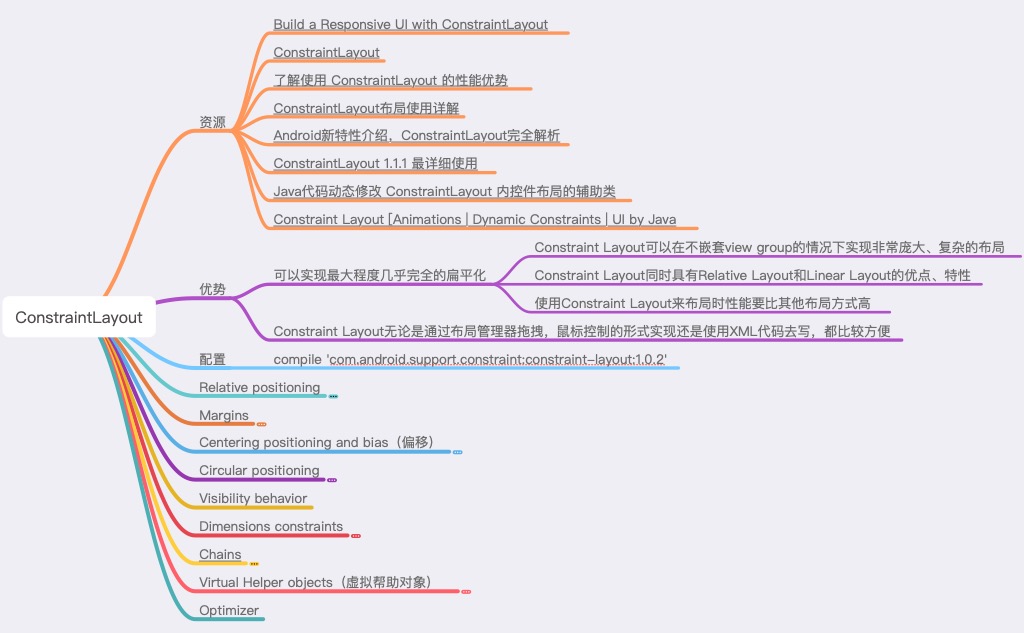 Build a Responsive UI with ConstraintLayout
ConstraintLayout
了解使用 ConstraintLayout 的性能优势
ConstraintLayout布局使用详解
资源
Android新特性介绍，ConstraintLayout完全解析
ConstraintLayout 1.1.1 最详细使用
Java代码动态修改 ConstraintLayout 内控件布局的辅助类
Constraint Layout [Animations | Dynamic Constraints | UI by Java
Constraint Layout可以在不嵌套view group的情况下实现非常庞大、复杂的布局
可以实现最大程度几乎完全的扁平化
Constraint Layout同时具有Relative Layout和Linear Layout的优点、特性
优势
使用Constraint Layout来布局时性能要比其他布局方式高
ConstraintLayout
Constraint Layout无论是通过布局管理器拖拽，鼠标控制的形式实现还是使用XML代码去写，都比较方便
配置
compile 'com.android.support.constraint:constraint-layout:1.0.2'
Relative positioning
Margins
Centering positioning and bias（偏移）
Circular positioning
Visibility behavior
Dimensions constraints
Chains
Virtual Helper objects（虚拟帮助对象）
Optimizer